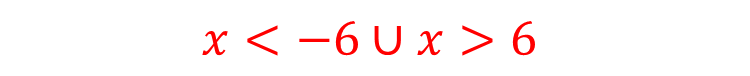 x < −6 ∪ x > 6